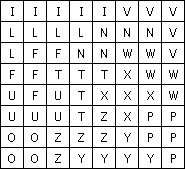 I I I I I V V V
L L L L N N N V
L F F N N W W V
F F T T T X W W
U F U T X X X W
U U U T Z X P P
O O Z Z Z Y P P
O O Z Y Y Y Y P